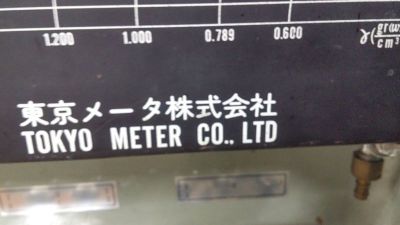 1.200 1.000 0.789 0.600 γ(gr(w)/cm³
東京メータ株式会社
TOKYO METER CO., LTD